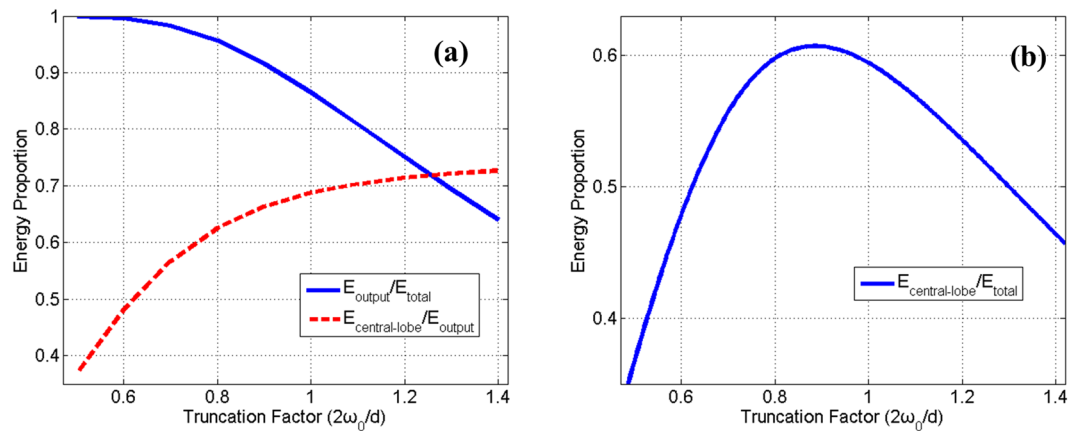 (a)
1
0.9
0.8
0.7
0.6
0.5
0.4
Energy Proportion
0.6 0.8 1 1.2 1.4
Truncation Factor (2ω0/d)
Eoutput/Etotal
Ecentral-lobe/Eoutput
(b)
0.6
0.5
0.4
Energy Proportion
0.6 0.8 1 1.2 1.4
Truncation Factor (2ω0/d)
Ecentral-lobe/Etotal